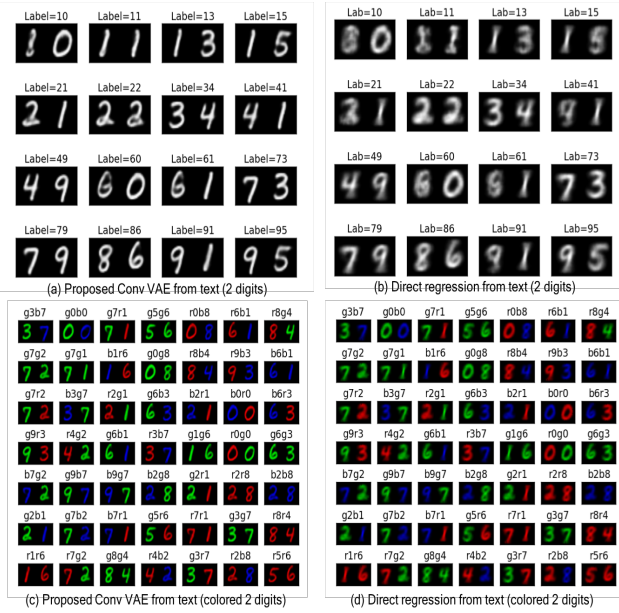 Label=10 Label=11 Label=13 Label=15
Label=21 Label=22 Label=34 Label=41
Label=49 Label=60 Label=61 Label=73
Label=79 Label=86 Label=91 Label=95
(a) Proposed Conv VAE from text (2 digits)
Lab=10 Lab=11 Lab=13 Lab=15
Lab=21 Lab=22 Lab=34 Lab=41
Lab=49 Lab=60 Lab=61 Lab=73
Lab=79 Lab=86 Lab=91 Lab=95
(b) Direct regression from text (2 digits)
g3b7 g0b0 g7r1 g5g6 r0b8 r6b1 r8g4
g7g2 g7g1 b1r6 g0g8 r8b4 r9b3 b6b1
g7r2 b3g7 r2g1 g6b3 b2r1 b0r0 b6r3
g9r3 r4g2 g6b1 r3b7 g1g6 r0g0 g6g3
b7g2 g9b7 b9g7 b2g8 g2r1 r2r8 b2b8
g2b1 g7b2 b7r1 g5r6 r7r1 g3g7 r8r4
r1r6 r7g2 g8g4 r4b2 g3r7 r2b8 r5r6
(c) Proposed Conv VAE from text (colored 2 digits)
g3b7 g0b0 g7r1 g5g6 r0b8 r6b1 r8g4
g7g2 g7g1 b1r6 g0g8 r8b4 r9b3 b6b1
g7r2 b3g7 r2g1 g6b3 b2r1 b0r0 b6r3
g9r3 r4g2 g6b1 r3b7 g1g6 r0g0 g6g3
b7g2 g9b7 b9g7 b2g8 g2r1 r2r8 b2b8
g2b1 g7b2 b7r1 g5r6 r7r1 g3g7 r8r4
r1r6 r7g2 g8g4 r4b2 g3r7 r2b8 r5r6
(d) Direct regression from text (colored 2 digits)